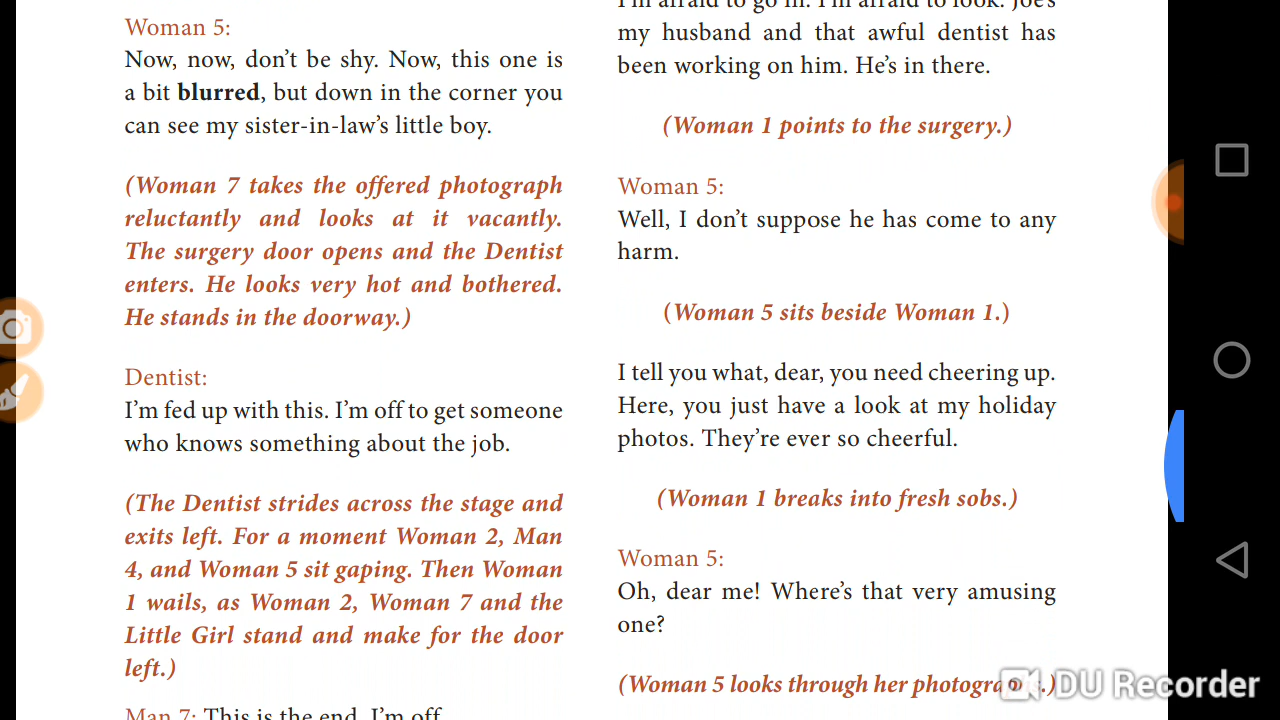 Woman 5:
Now, now, don’t be shy. Now, this one is
a bit blurred, but down in the corner you
can see my sister-in-law’s little boy.
(Woman 7 takes the offered photograph
reluctantly and looks at it vacantly.
The surgery door opens and the Dentist
enters. He looks very hot and bothered.
He stands in the doorway.)
Dentist:
I’m fed up with this. I’m off to get someone
who knows something about the job.
(The Dentist strides across the stage and
exits left. For a moment Woman 2, Man
4, and Woman 5 sit gaping. Then Woman
1 wails, as Woman 2, Woman 7 and the
Little Girl stand and make for the door
left.)
Man 7: This is the end. I’m off.
I’m afraid to go in. I’m afraid to look. Joe’s
my husband and that awful dentist has
been working on him. He’s in there.
(Woman 1 points to the surgery.)
Woman 5:
Well, I don’t suppose he has come to any
harm.
(Woman 5 sits beside Woman 1.)
I tell you what, dear, you need cheering up.
Here, you just have a look at my holiday
photos. They’re ever so cheerful.
(Woman 1 breaks into fresh sobs.)
Woman 5:
Oh, dear me! Where’s that very amusing
one?
(Woman 5 looks through her photographs.)
DU Recorder